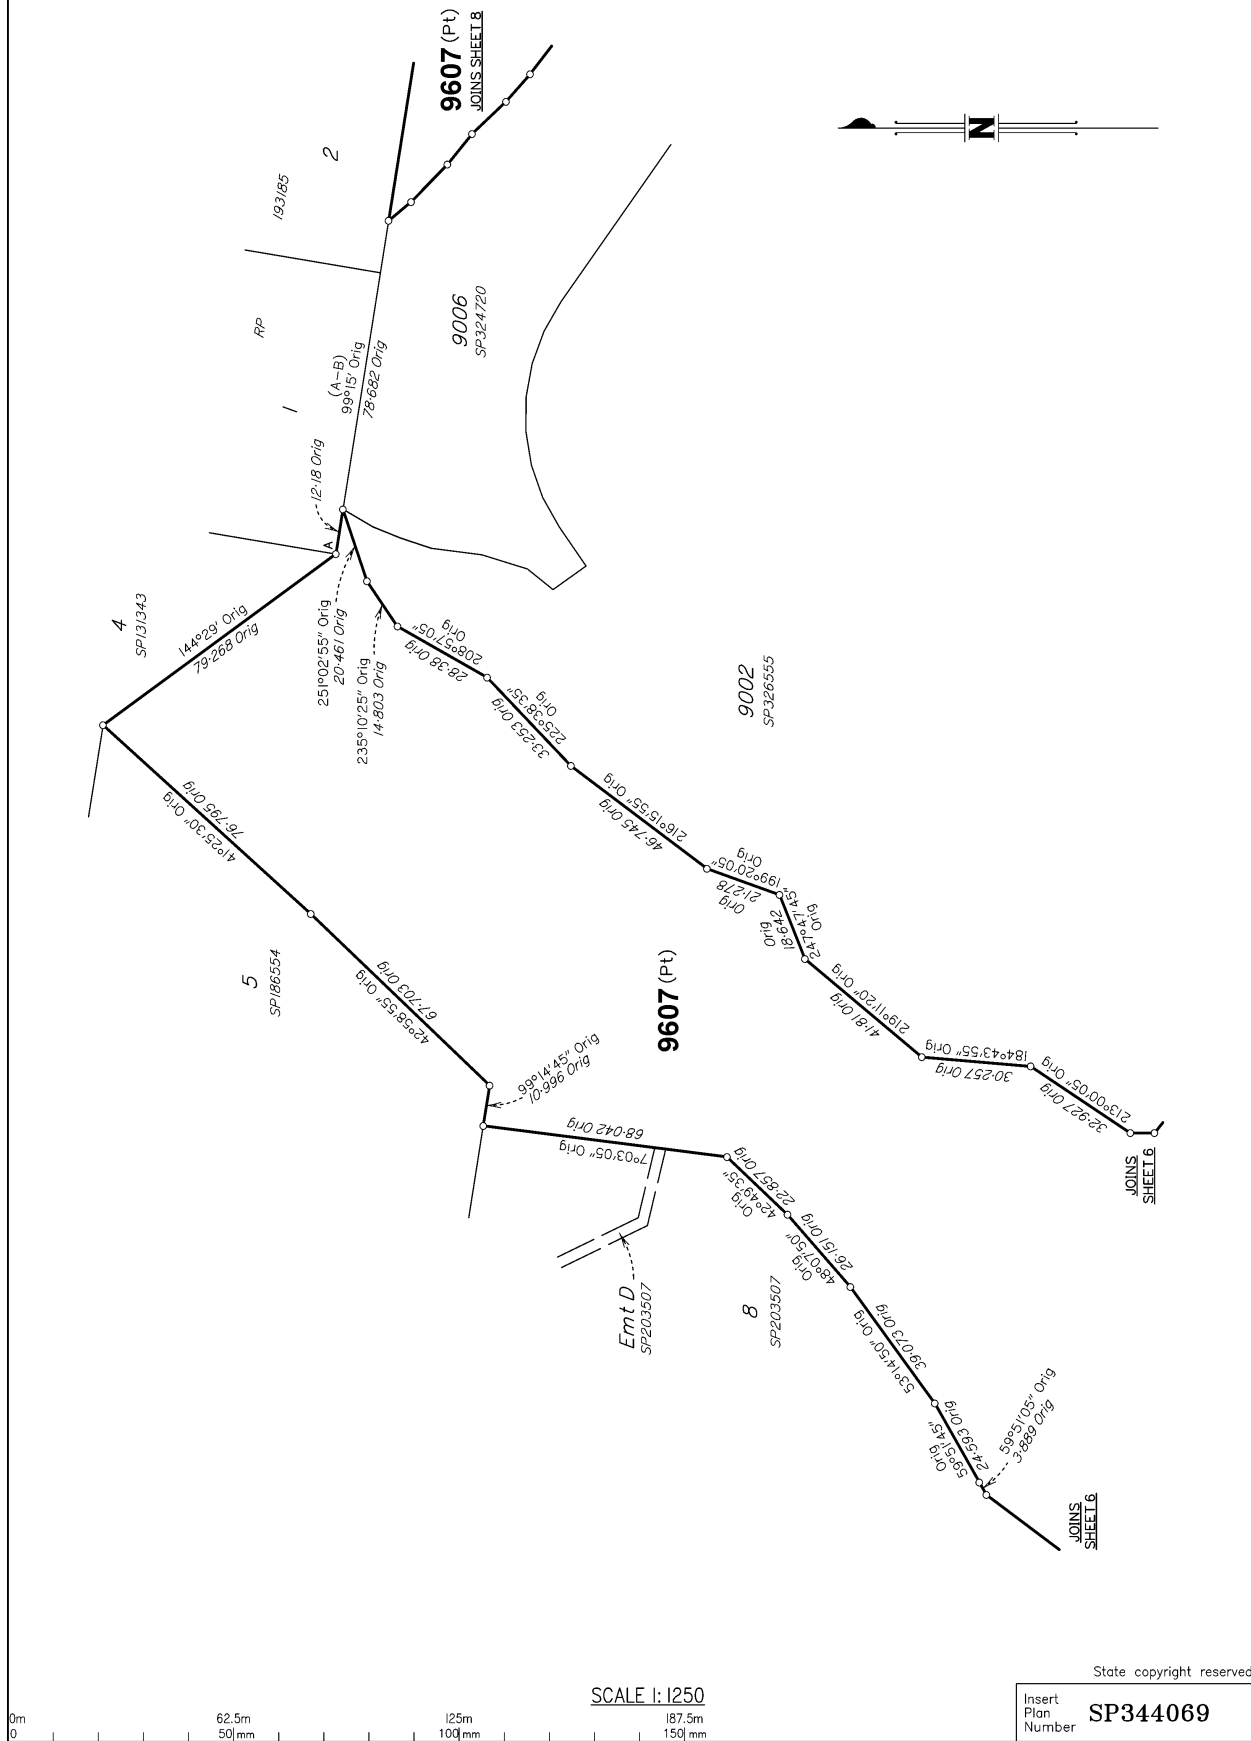 9607 (Pt)
JOINS SHEET 8
2
193185
N
RP
1
9006
SP324720
(A-B)
99°15' Orig
78·682 Orig
12·18 Orig
A
4
SP131343
144°29' Orig
79·268 Orig
251°02'55" Orig
20·461 Orig
235°10'25" Orig
14·803 Orig
208°57'05"
Orig
28·38 Orig
225°38'35"
Orig
33·253 Orig
9002
SP326555
216°15'55" Orig
46·745 Orig
199°20'05"
Orig
21·278
Orig
247°47'45"
Orig
18·642
Orig
219°11'20" Orig
41·81 Orig
184°43'55" Orig
30·257 Orig
213°00'05" Orig
32·927 Orig
JOINS
SHEET 6
76·795 Orig
41°25'30" Orig
5
SP186554
67·703 Orig
42°58'55" Orig
9607 (Pt)
99°14'45" Orig
10·996 Orig
68·042 Orig
7°03'05" Orig
Emt D
SP203507
22·857 Orig
42°49'35"
Orig
26·151 Orig
48°07'50"
Orig
8
SP203507
39·073 Orig
53°14'50" Orig
24·593 Orig
59°51'45"
Orig
59°51'05" Orig
3·889 Orig
JOINS
SHEET 6
State copyright reserved
SCALE 1:1250
Insert
Plan
Number
SP344069
0m 62.5m 125m 187.5m
0 50 mm 100 mm 150 mm